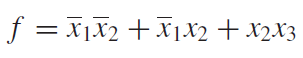 f = x̅₁x̅₂ + x̅₁x₂ + x₂x₃